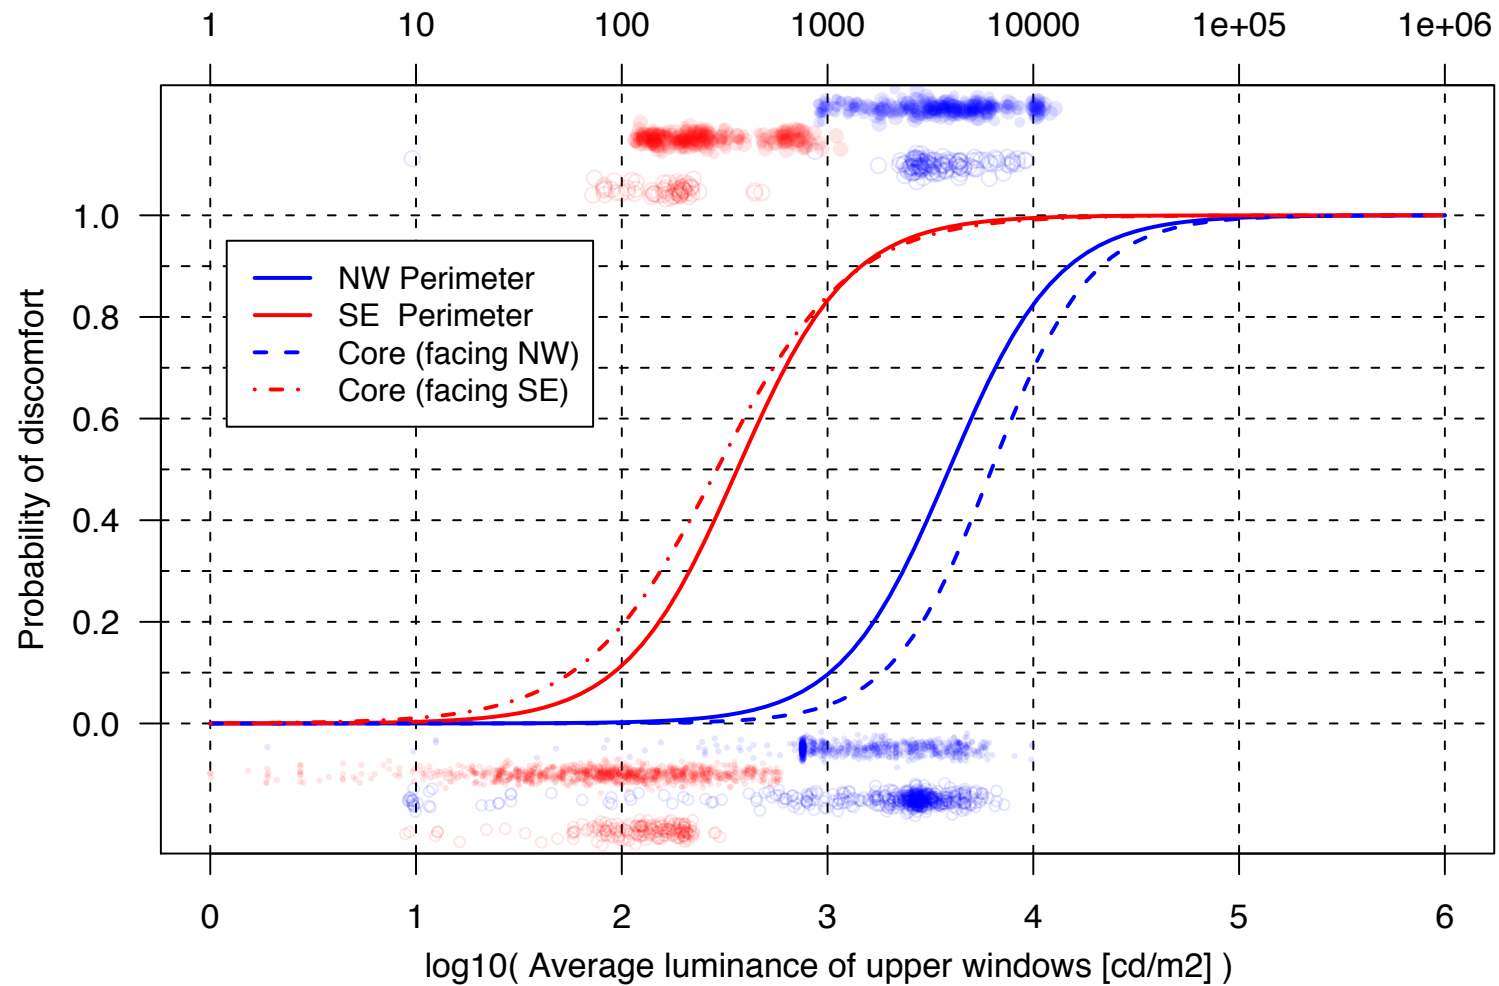 1 10 100 1000 10000 1e+05 1e+06
Probability of discomfort
1.0
0.8
0.6
0.4
0.2
0.0
NW Perimeter
SE  Perimeter
Core (facing NW)
Core (facing SE)
0 1 2 3 4 5 6
log10( Average luminance of upper windows [cd/m2] )